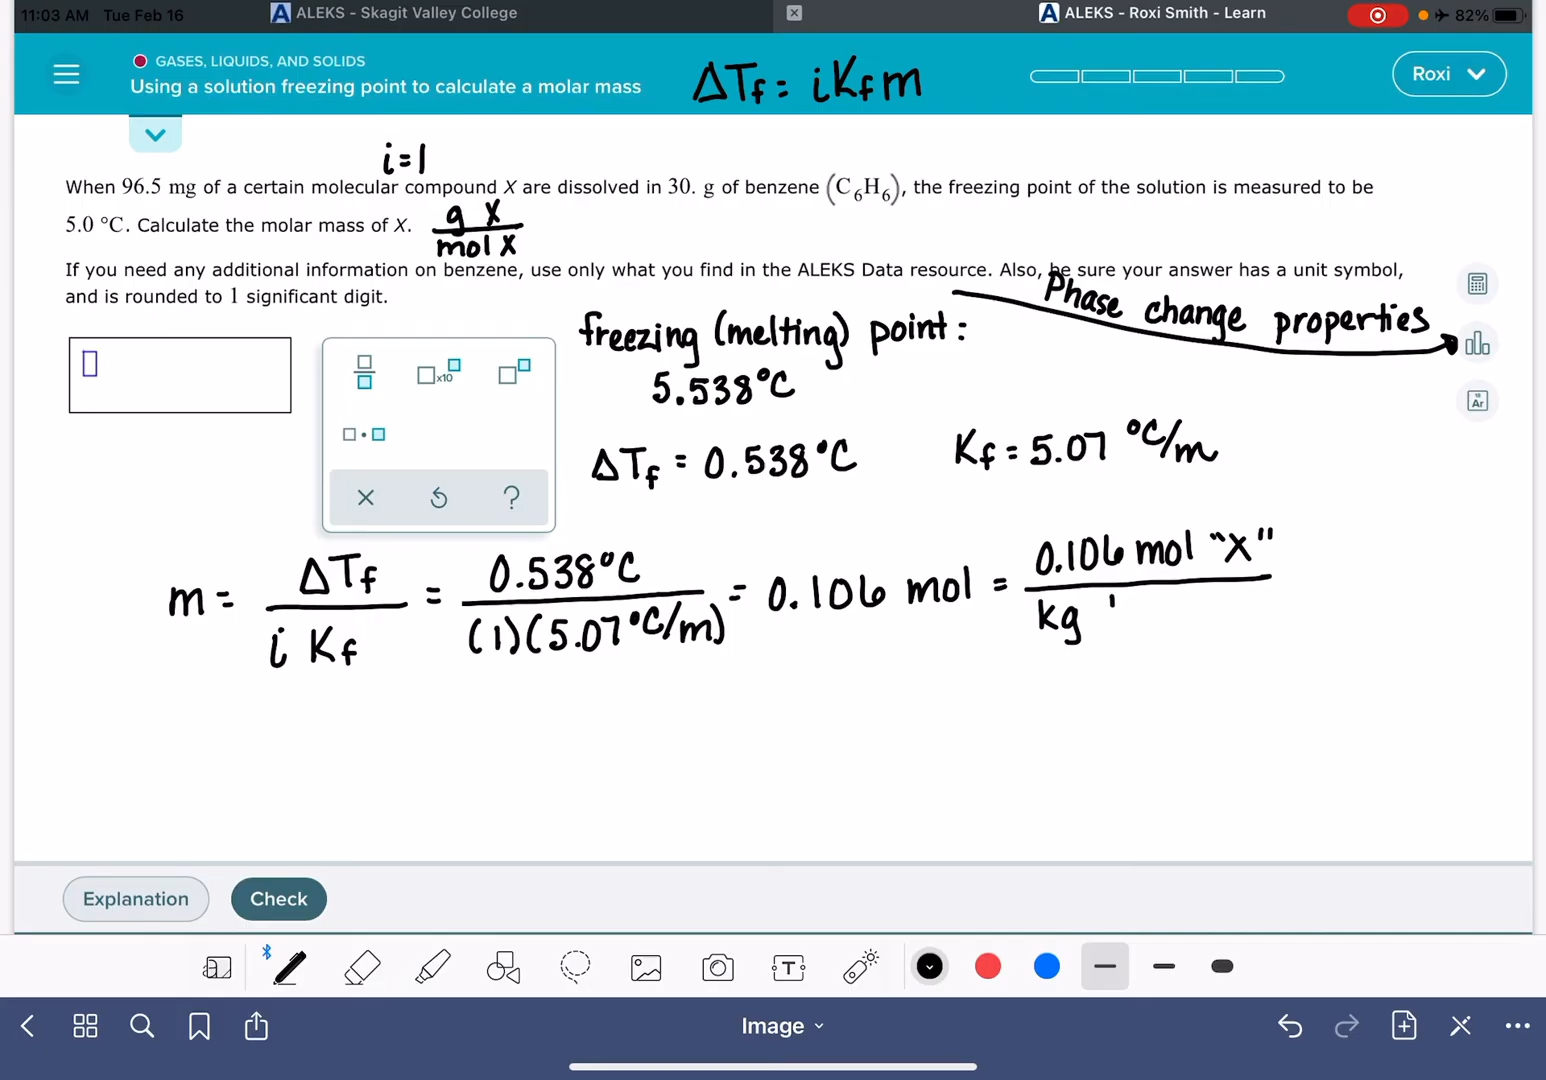 11:03 AM Tue Feb 16
ALEKS - Skagit Valley College
ALEKS - Roxi Smith - Learn
82%
GASES, LIQUIDS, AND SOLIDS
Using a solution freezing point to calculate a molar mass
ΔTf = iKfm
Roxi
i=1
When 96.5 mg of a certain molecular compound X are dissolved in 30. g of benzene (C6H6), the freezing point of the solution is measured to be
5.0 °C. Calculate the molar mass of X.
g X
mol X
If you need any additional information on benzene, use only what you find in the ALEKS Data resource. Also, be sure your answer has a unit symbol,
and is rounded to 1 significant digit.
Phase change properties
freezing (melting) point:
5.538°C
ΔTf = 0.538°C
Kf = 5.07 °C/m
x10
?
Ar
m = ΔTf / i Kf = 0.538°C / (1)(5.07°C/m) = 0.106 mol = 0.106 mol "X" / kg '
Explanation
Check
a
T
Image